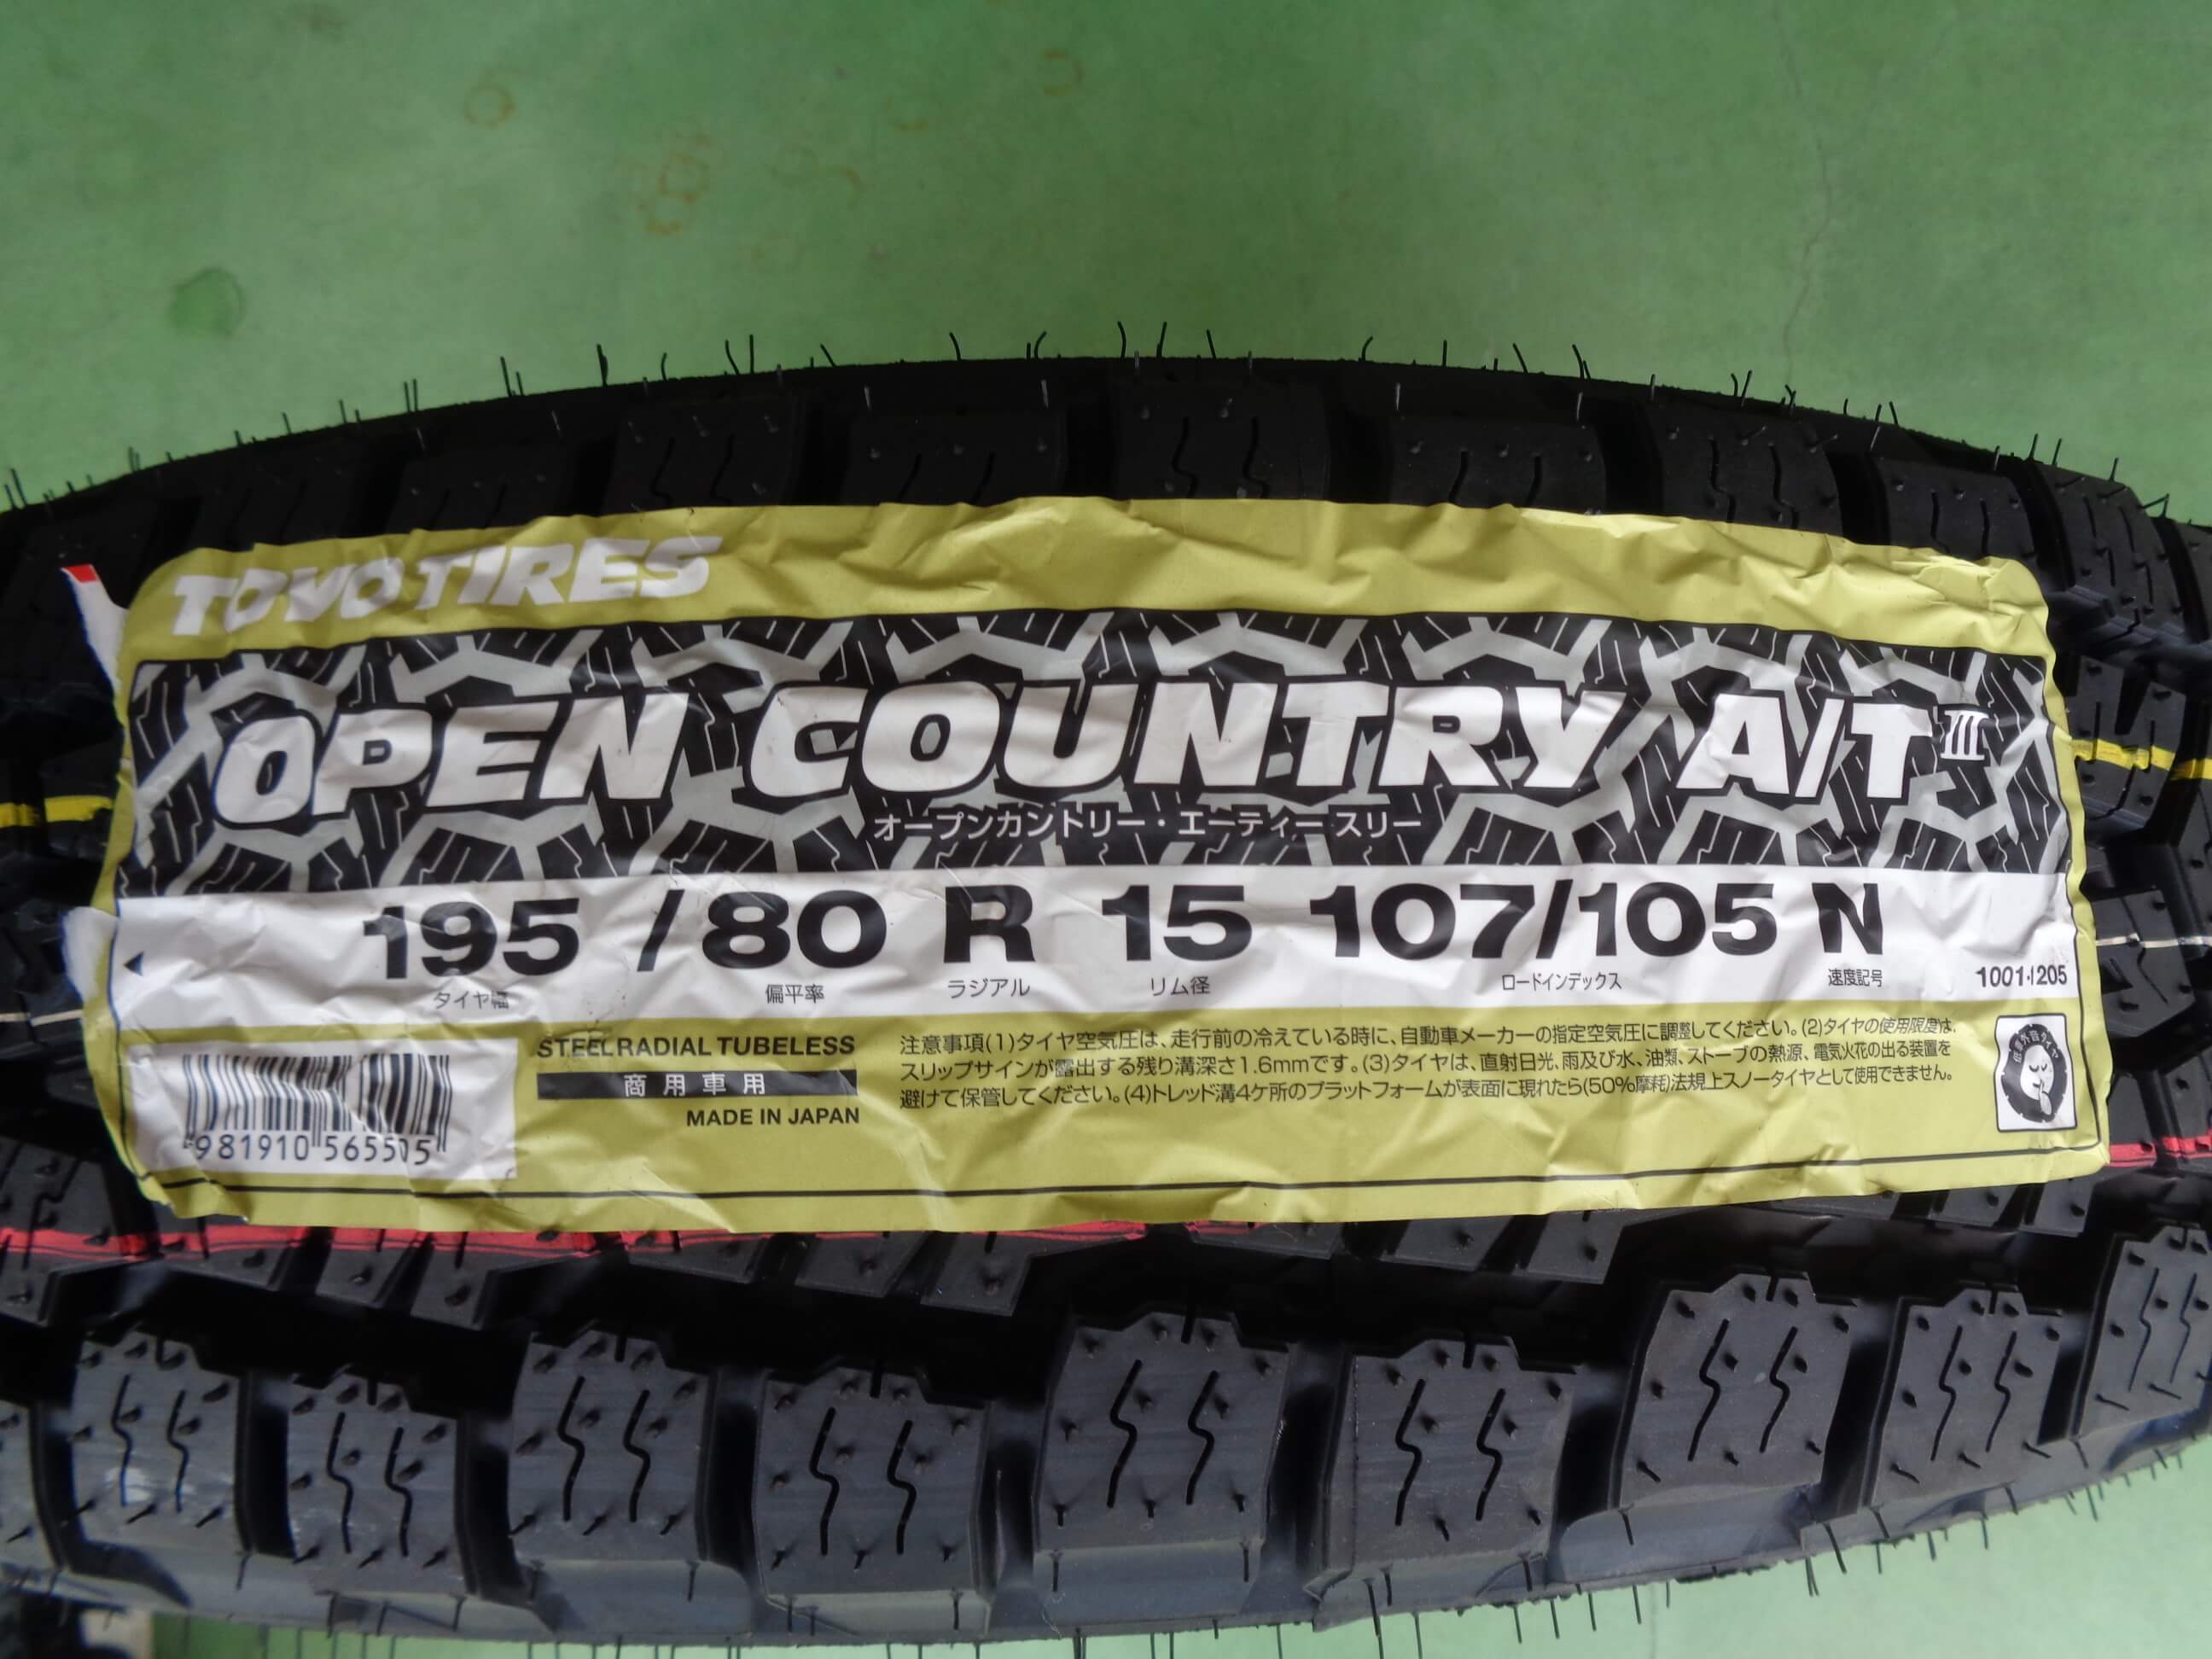 TOYO TIRES
OPEN COUNTRY A/T III
オープンカントリー・エーティースリー
195 / 80 R 15 107/105 N
タイヤ幅 偏平率 ラジアル リム径 ロードインデックス 速度記号
1001-1205
STEEL RADIAL TUBELESS
商用車用
MADE IN JAPAN
注意事項(1)タイヤ空気圧は、走行前の冷えている時に、自動車メーカーの指定空気圧に調整してください。(2)タイヤの使用限度は、
スリップサインが露出する残り溝深さ1.6mmです。(3)タイヤは、直射日光、雨及び水、油類、ストーブの熱源、電気火花の出る装置を
避けて保管してください。(4)トレッド溝4ケ所のプラットフォームが表面に現れたら(50%摩耗)法規上スノータイヤとして使用できません。
981910 565505